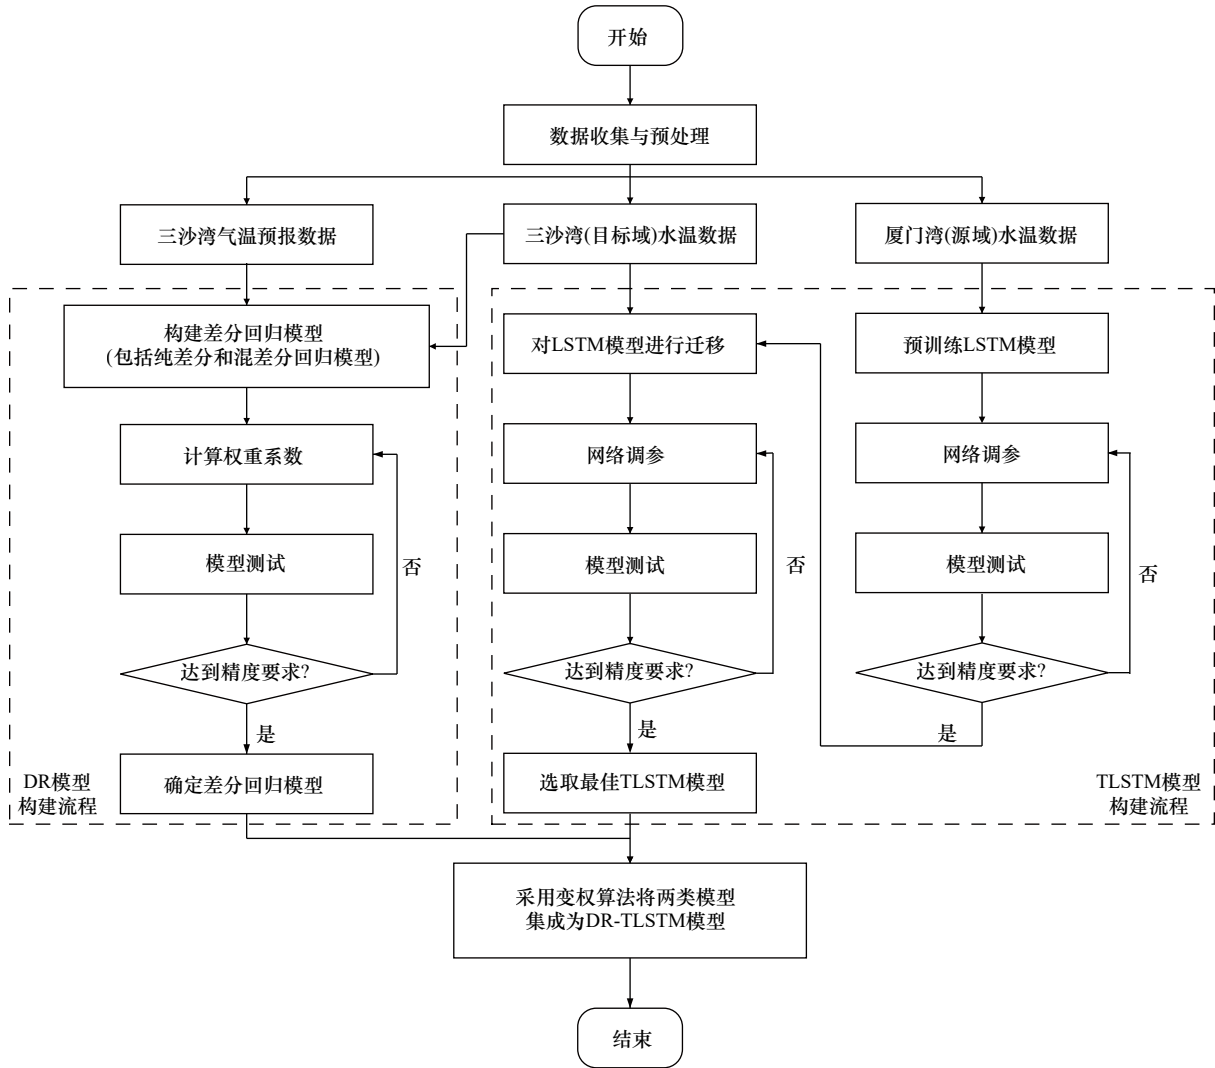 开始
数据收集与预处理
三沙湾气温预报数据
三沙湾(目标域)水温数据
厦门湾(源域)水温数据
构建差分回归模型
(包括纯差分和混差分回归模型)
对LSTM模型进行迁移
预训练LSTM模型
计算权重系数
网络调参
网络调参
模型测试
否
模型测试
否
模型测试
否
达到精度要求?
达到精度要求?
达到精度要求?
是
是
是
DR模型
构建流程
确定差分回归模型
选取最佳TLSTM模型
TLSTM模型
构建流程
采用变权算法将两类模型
集成为DR-TLSTM模型
结束